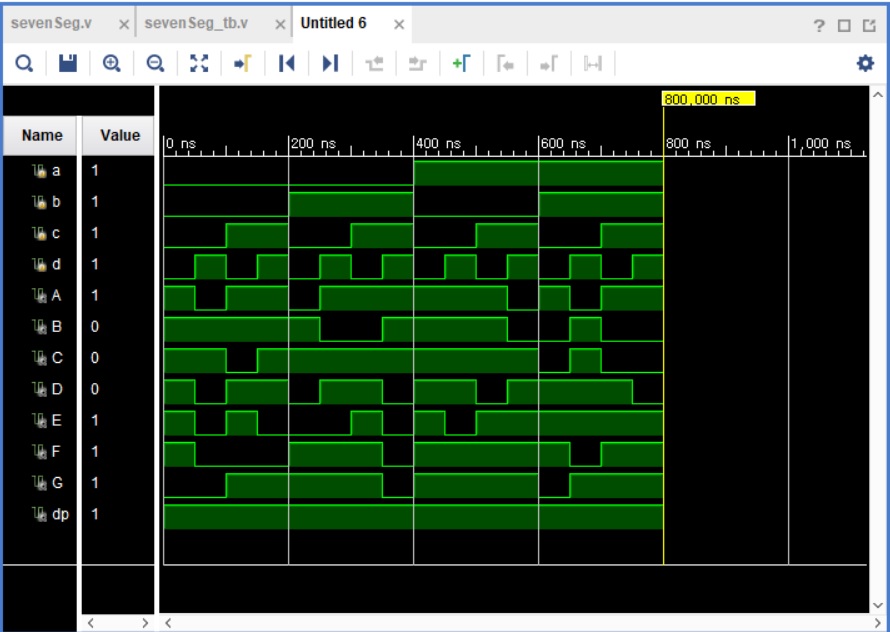 sevenSeg.v × sevenSeg_tb.v × Untitled 6 ×
800,000 ns
Name Value
0 ns 200 ns 400 ns 600 ns 800 ns 1,000 ns
a 1
b 1
c 1
d 1
A 1
B 0
C 0
D 0
E 1
F 1
G 1
dp 1